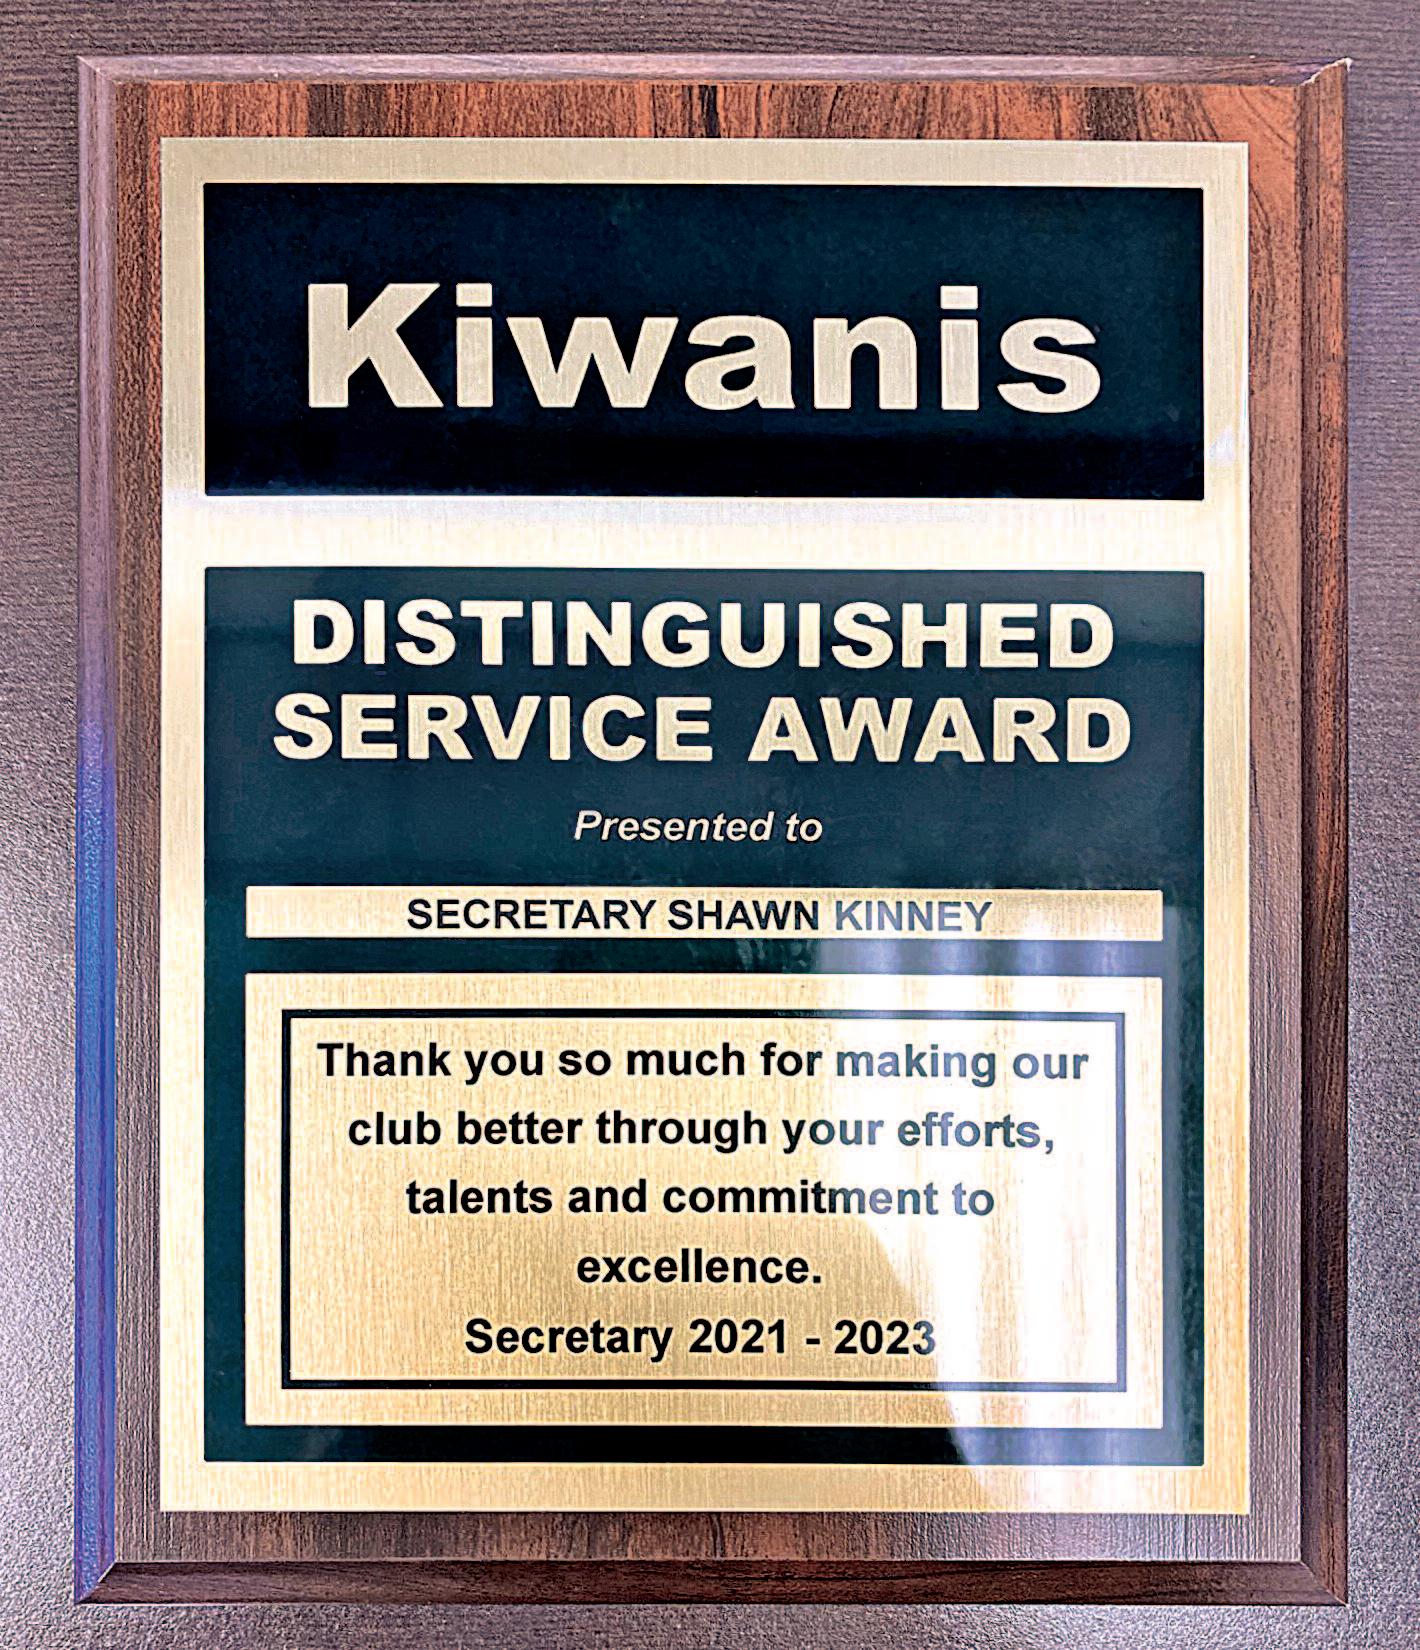 Kiwanis
DISTINGUISHED
SERVICE AWARD
Presented to
SECRETARY SHAWN KINNEY
Thank you so much for making our
club better through your efforts,
talents and commitment to
excellence.
Secretary 2021 - 2023